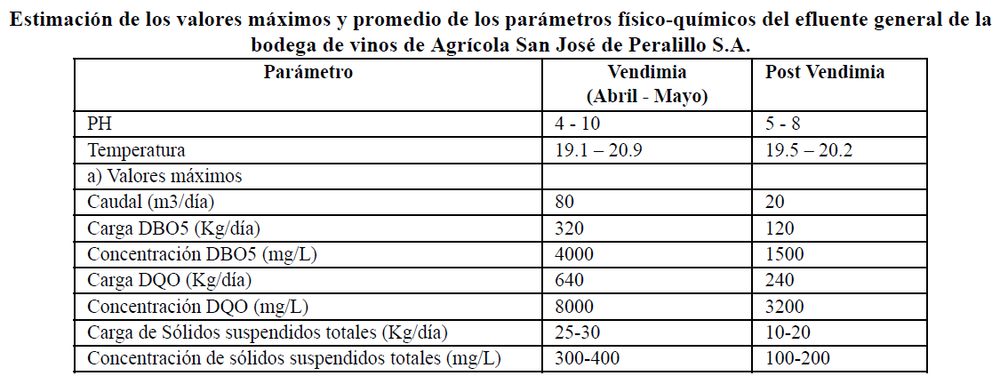 Estimación de los valores máximos y promedio de los parámetros físico-químicos del efluente general de la
bodega de vinos de Agrícola San José de Peralillo S.A.
Parámetro Vendimia Post Vendimia
(Abril - Mayo)
PH 4 - 10 5 - 8
Temperatura 19.1 – 20.9 19.5 – 20.2
a) Valores máximos
Caudal (m3/día) 80 20
Carga DBO5 (Kg/día) 320 120
Concentración DBO5 (mg/L) 4000 1500
Carga DQO (Kg/día) 640 240
Concentración DQO (mg/L) 8000 3200
Carga de Sólidos suspendidos totales (Kg/día) 25-30 10-20
Concentración de sólidos suspendidos totales (mg/L) 300-400 100-200